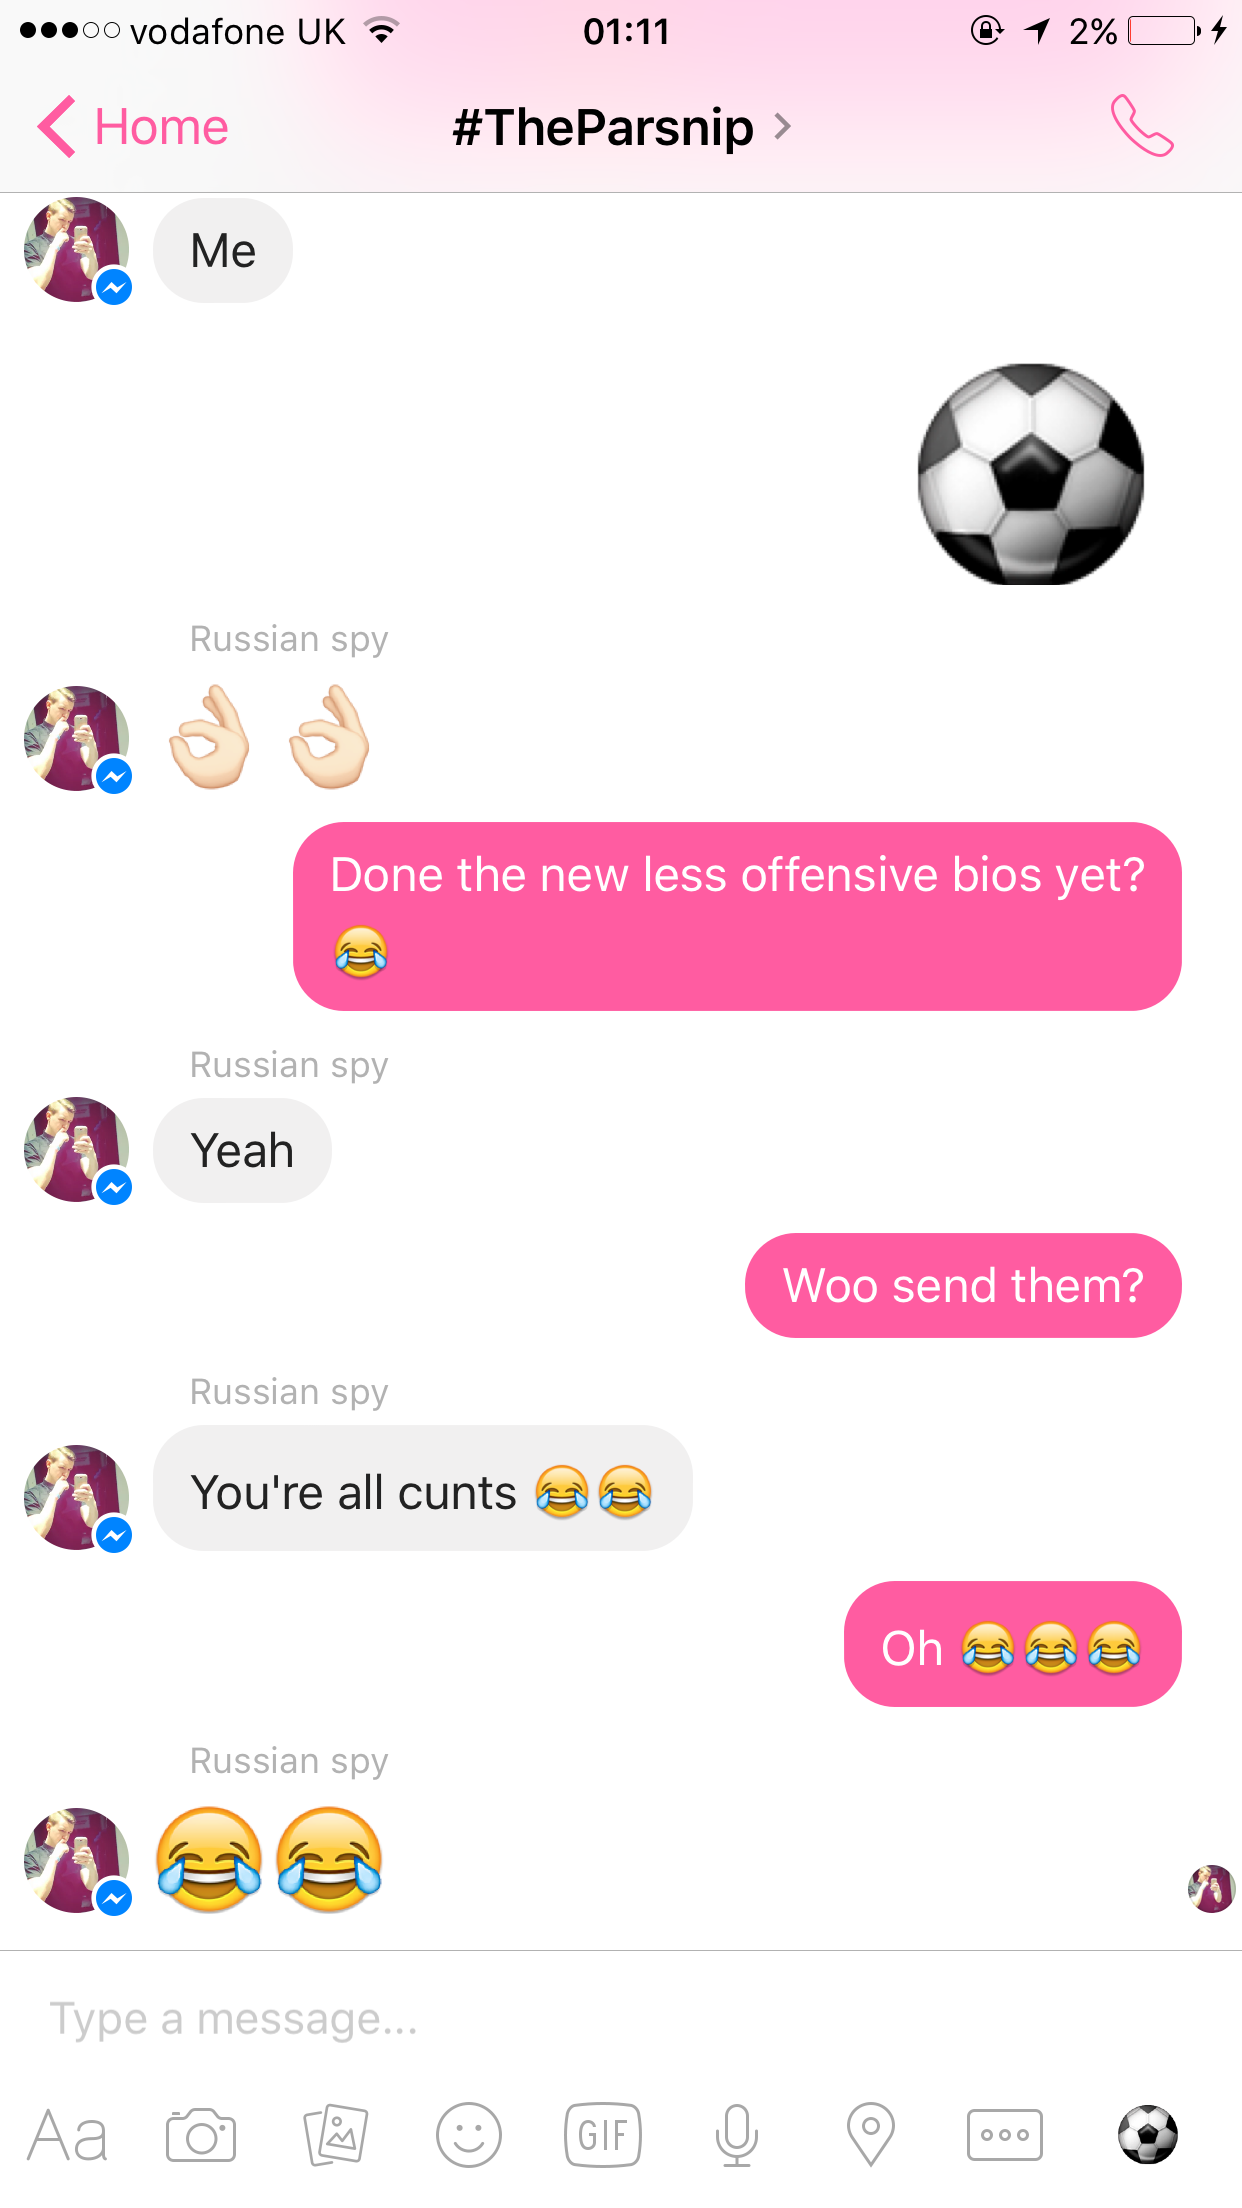 vodafone UK 01:11 2%
Home #TheParsnip
Me
Russian spy
👌🏻 👌🏻
Done the new less offensive bios yet?
😂
Russian spy
Yeah
Woo send them?
Russian spy
You're all cunts 😂😂
Oh 😂😂😂
Russian spy
😂😂
Type a message...
Aa GIF